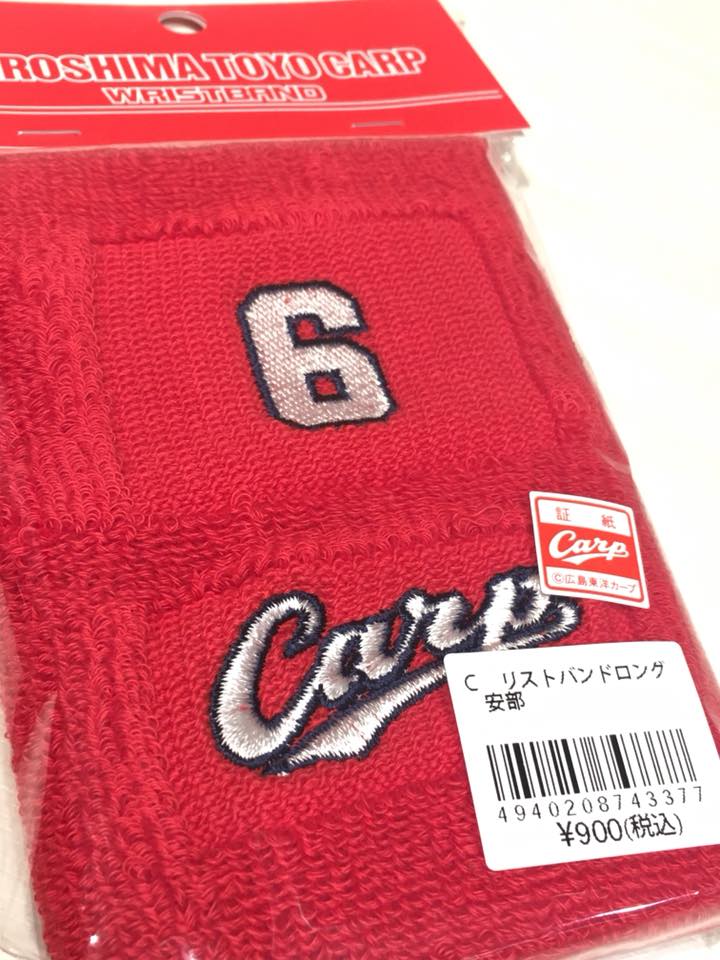 ROSHIMA TOYO CARP
WRISTBAND
6
証 紙
Carp
©広島東洋カープ
Carp
C リストバンドロング
安部
4940208743377
¥900(税込)